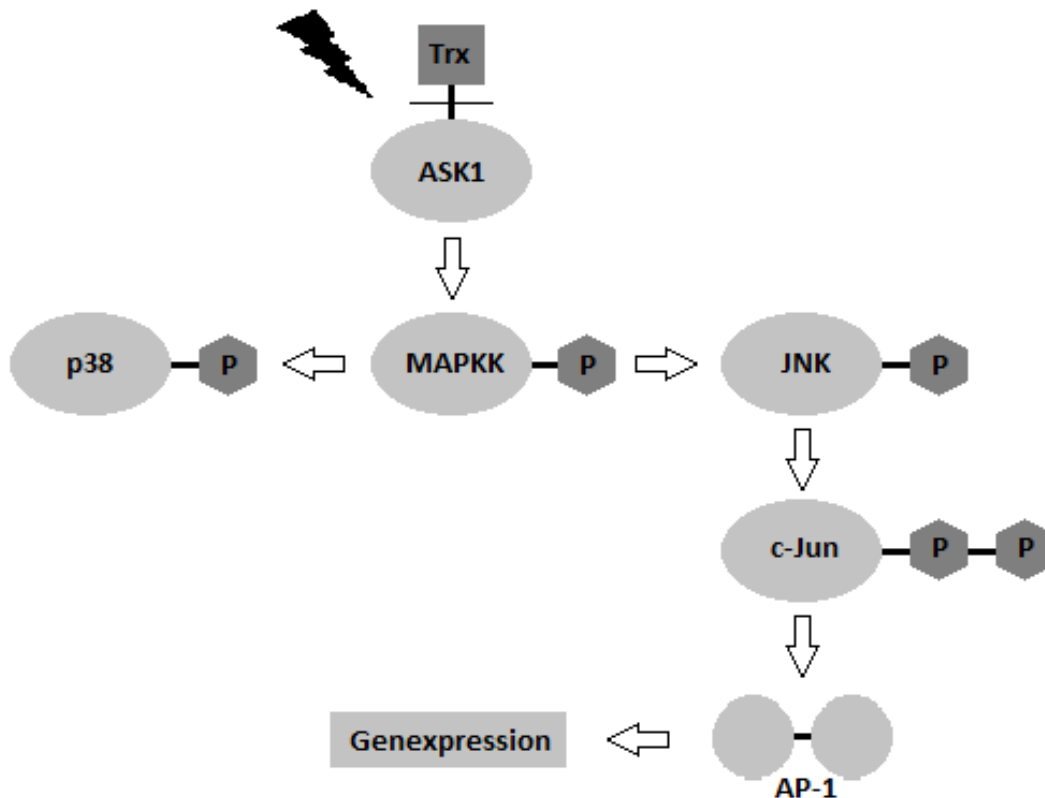 Trx
ASK1
p38
P
MAPKK
P
JNK
P
c-Jun
P
P
Genexpression
AP-1